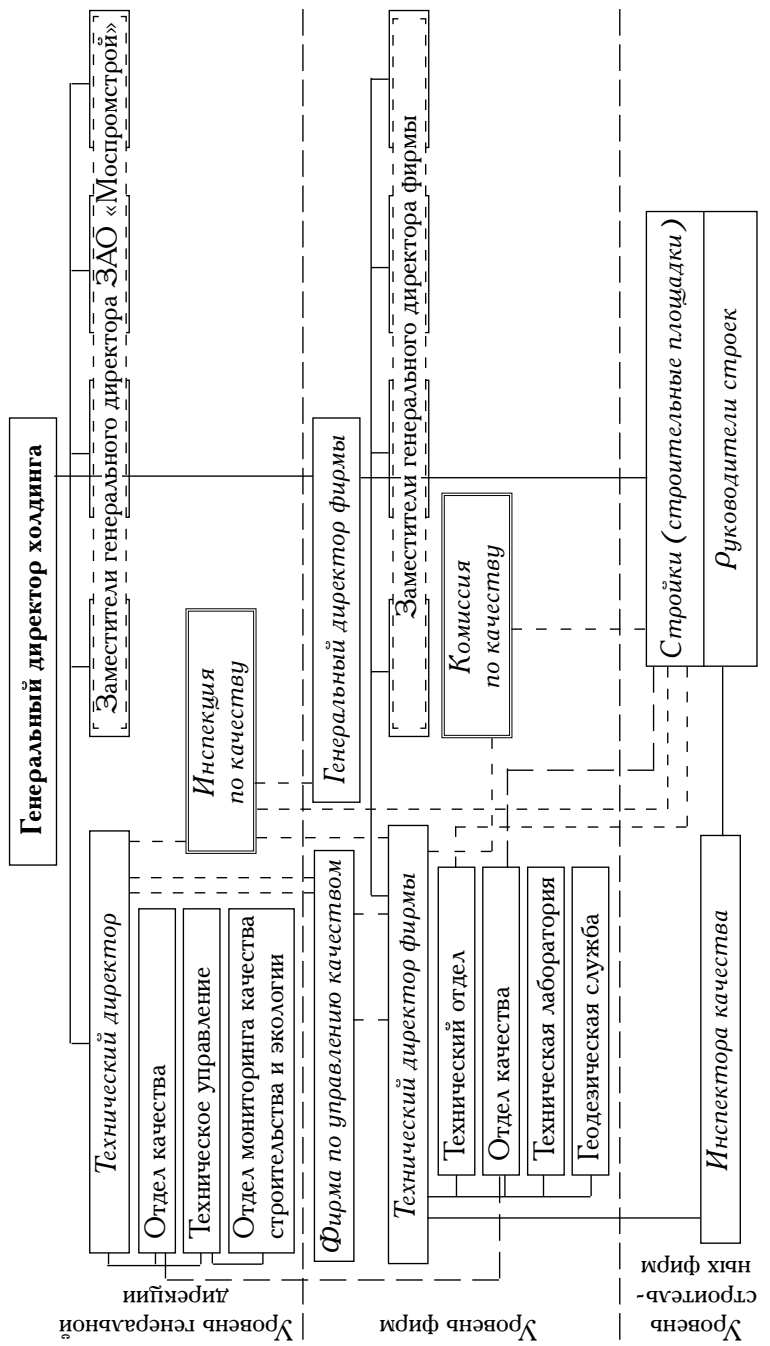 Генеральный директор холдинга
Технический директор
Заместители генерального директора ЗАО «Моспромстрой»
Отдел качества
Техническое управление
Отдел мониторинга качества
строительства и экологии
Инспекция
по качеству
Уровень генеральной
дирекции
Фирма по управлению качеством
Генеральный директор фирмы
Технический директор фирмы
Заместители генерального директора фирмы
Технический отдел
Отдел качества
Техническая лаборатория
Геодезическая служба
Комиссия
по качеству
Уровень фирм
Стройки (строительные площадки)
Руководители строек
Инспектора качества
Уровень
строитель-
ных фирм